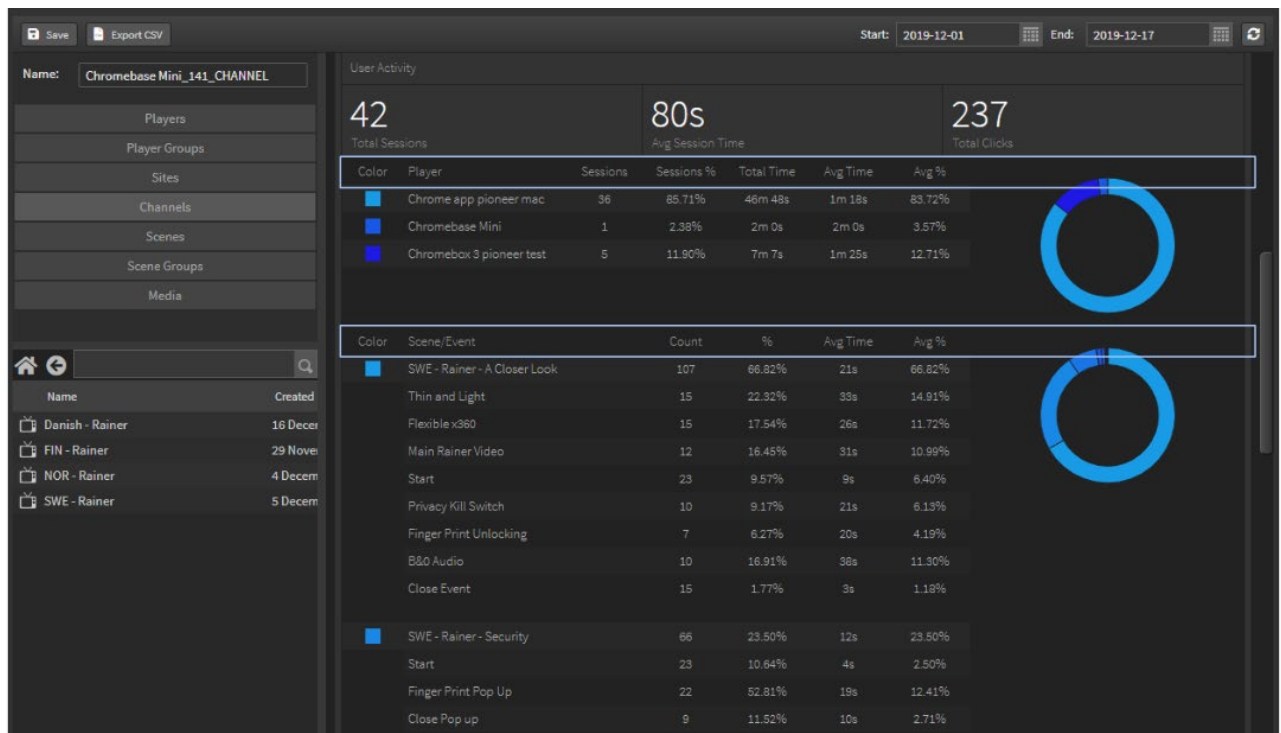 Save Export CSV Start: 2019-12-01 End: 2019-12-17
Name: Chromebase Mini_141_CHANNEL
Players
Player Groups
Sites
Channels
Scenes
Scene Groups
Media
Name Created
Danish - Rainer 16 Decer
FIN - Rainer 29 Nove
NOR - Rainer 4 Decem
SWE - Rainer 5 Decem
User Activity
42 80s 237
Total Sessions Avg Session Time Total Clicks
Color Player Sessions Sessions % Total Time Avg Time Avg %
Chrome app pioneer mac 36 85.71% 46m 48s 1m 18s 83.72%
Chromebase Mini 1 2.38% 2m 0s 2m 0s 3.57%
Chromebox 3 pioneer test 5 11.90% 7m 7s 1m 25s 12.71%
Color Scene/Event Count % Avg Time Avg %
SWE - Rainer - A Closer Look 107 66.82% 21s 66.82%
Thin and Light 15 22.32% 33s 14.91%
Flexible x360 15 17.54% 26s 11.72%
Main Rainer Video 12 16.45% 31s 10.99%
Start 23 9.57% 9s 6.40%
Privacy Kill Switch 10 9.17% 21s 6.13%
Finger Print Unlocking 7 6.27% 20s 4.19%
B&O Audio 10 16.91% 38s 11.30%
Close Event 15 1.77% 3s 1.18%
SWE - Rainer - Security 66 23.50% 12s 23.50%
Start 23 10.64% 4s 2.50%
Finger Print Pop Up 22 52.81% 19s 12.41%
Close Pop up 9 11.52% 10s 2.71%